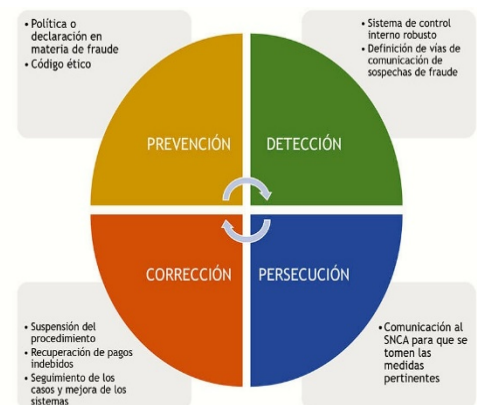 • Política o
declaración en
materia de fraude
• Código ético
• Sistema de control
interno robusto
• Definición de vías de
comunicación de
sospechas de fraude
PREVENCIÓN
DETECCIÓN
CORRECCIÓN
PERSECUCIÓN
• Suspensión del
procedimiento
• Recuperación de pagos
indebidos
• Seguimiento de los
casos y mejora de los
sistemas
• Comunicación al
SNCA para que se
tomen las
medidas
pertinentes